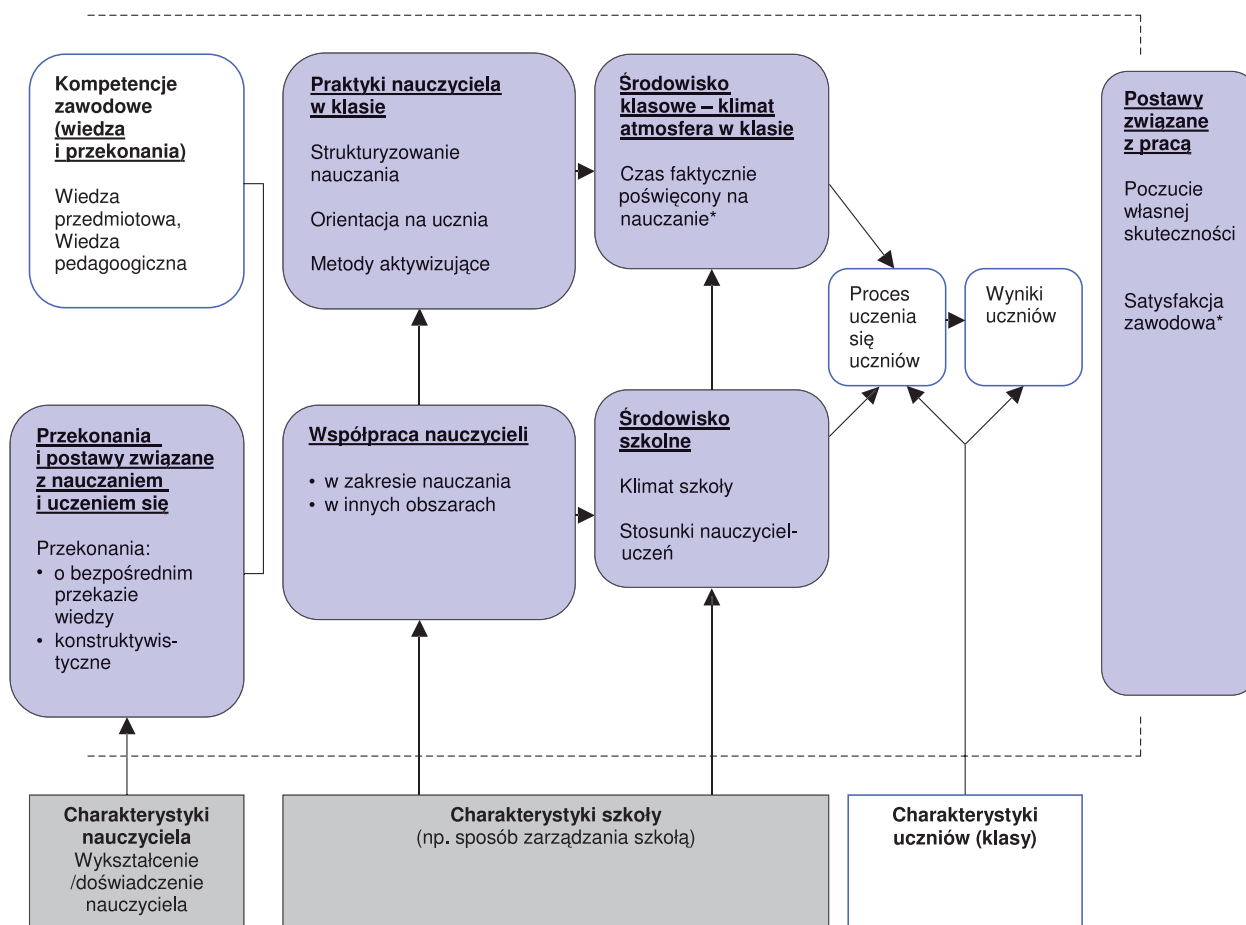 Kompetencje
zawodowe
(wiedza
i przekonania)
Wiedza
przedmiotowa,
Wiedza
pedagoogiczna
Praktyki nauczyciela
w klasie
Strukturyzowanie
nauczania
Orientacja na ucznia
Metody aktywizujące
Środowisko
klasowe – klimat
atmosfera w klasie
Czas faktycznie
poświęcony na
nauczanie*
Postawy
związane
z pracą
Poczucie
własnej
skuteczności
Satysfakcja
zawodowa*
Proces
uczenia
się
uczniów
Wyniki
uczniów
Przekonania
i postawy związane
z nauczaniem
i uczeniem się
Przekonania:
• o bezpośrednim
przekazie
wiedzy
• konstruktywis-
tyczne
Współpraca nauczycieli
• w zakresie nauczania
• w innych obszarach
Środowisko
szkolne
Klimat szkoły
Stosunki nauczyciel-
uczeń
Charakterystyki
nauczyciela
Wykształcenie
/doświadczenie
nauczyciela
Charakterystyki szkoły
(np. sposób zarządzania szkołą)
Charakterystyki
uczniów (klasy)